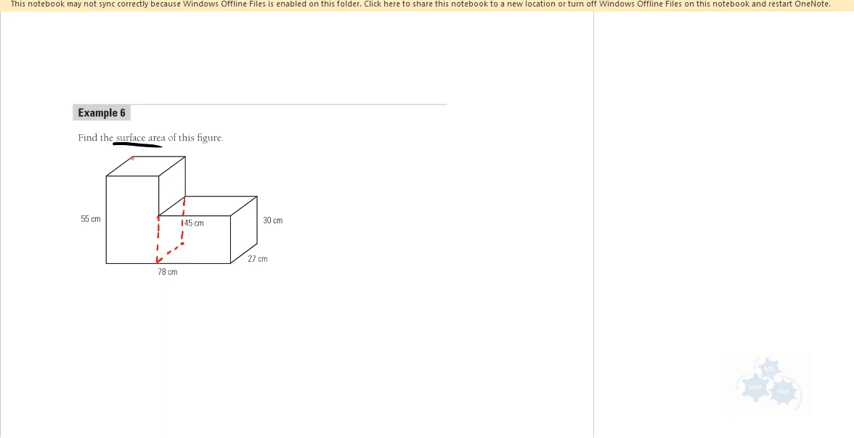 This notebook may not sync correctly because Windows Offline Files is enabled on this folder. Click here to share this notebook to a new location or turn off Windows Offline Files on this notebook and restart OneNote.
Example 6
Find the surface area of this figure.
55 cm
45 cm
30 cm
27 cm
78 cm